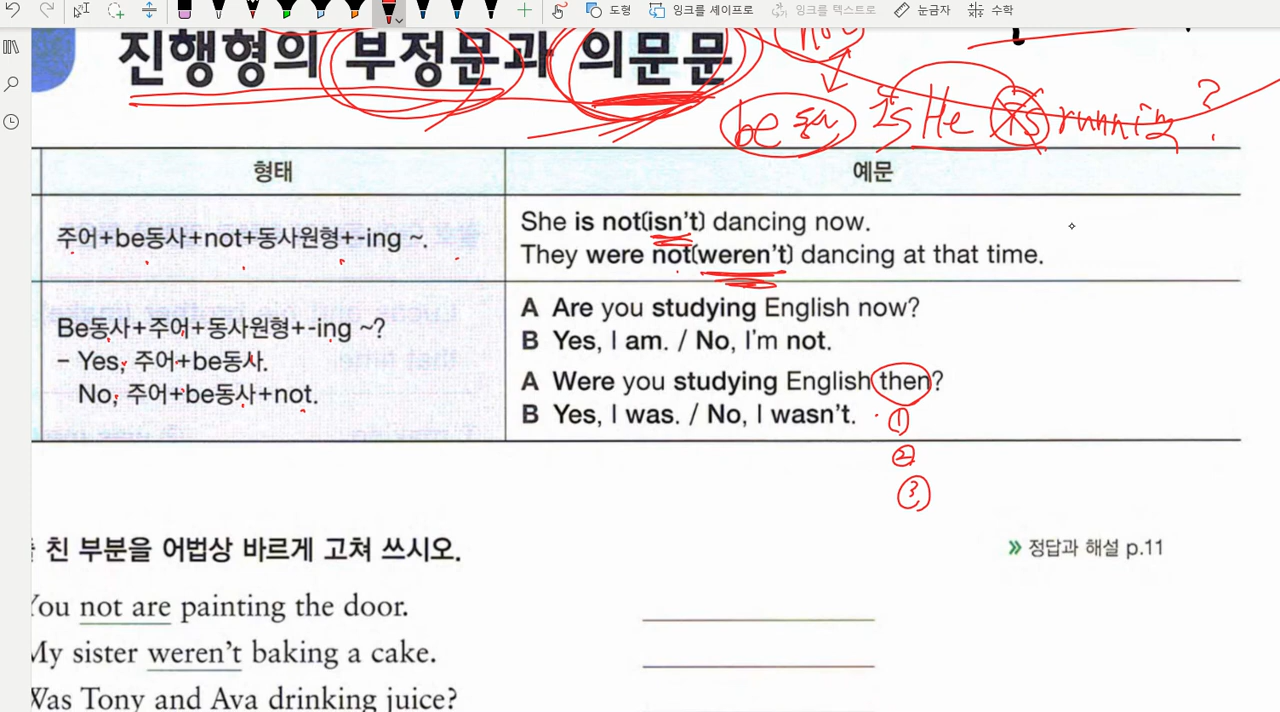 도형 잉크를 셰이프로 잉크를 텍스트로 눈금자 수학
진행형의 부정문과 의문문
not
be 동사 is He is running ?
형태 예문
주어+be동사+not+동사원형+-ing ~.
She is not(isn't) dancing now.
They were not(weren't) dancing at that time.
Be동사+주어+동사원형+-ing ~?
– Yes, 주어+be동사.
No, 주어+be동사+not.
A Are you studying English now?
B Yes, I am. / No, I'm not.
A Were you studying English then?
B Yes, I was. / No, I wasn't.
①
②
③
친 부분을 어법상 바르게 고쳐 쓰시오.
» 정답과 해설 p.11
You not are painting the door.
My sister weren't baking a cake.
Was Tony and Ava drinking juice?